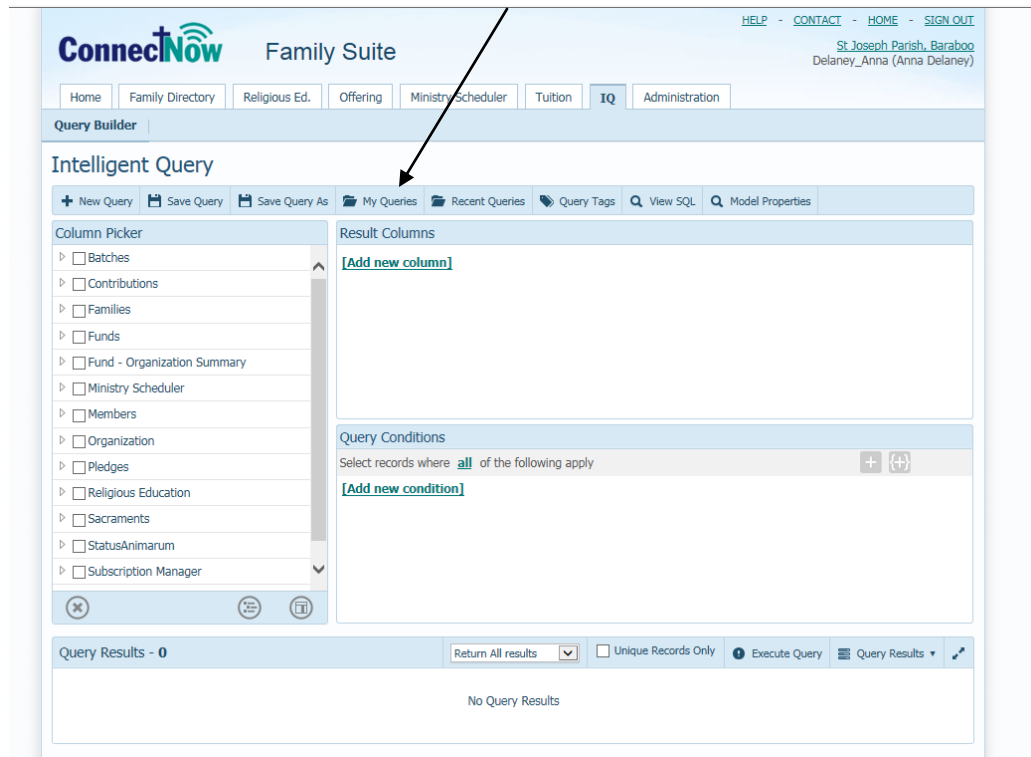 HELP - CONTACT - HOME - SIGN OUT
ConnectNow Family Suite
St Joseph Parish, Baraboo
Delaney_Anna (Anna Delaney)
Home Family Directory Religious Ed. Offering Ministry Scheduler Tuition IQ Administration
Query Builder
Intelligent Query
New Query Save Query Save Query As My Queries Recent Queries Query Tags View SQL Model Properties
Column Picker
Batches
Contributions
Families
Funds
Fund - Organization Summary
Ministry Scheduler
Members
Organization
Pledges
Religious Education
Sacraments
StatusAnimarum
Subscription Manager
Result Columns
[Add new column]
Query Conditions
Select records where all of the following apply
[Add new condition]
Query Results - 0 Return All results Unique Records Only Execute Query Query Results
No Query Results